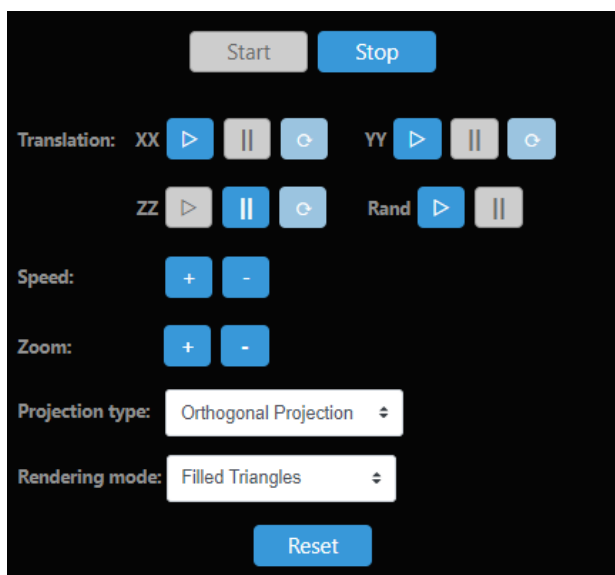 Start Stop
Translation: XX YY
ZZ Rand
Speed: + -
Zoom: + -
Projection type: Orthogonal Projection
Rendering mode: Filled Triangles
Reset